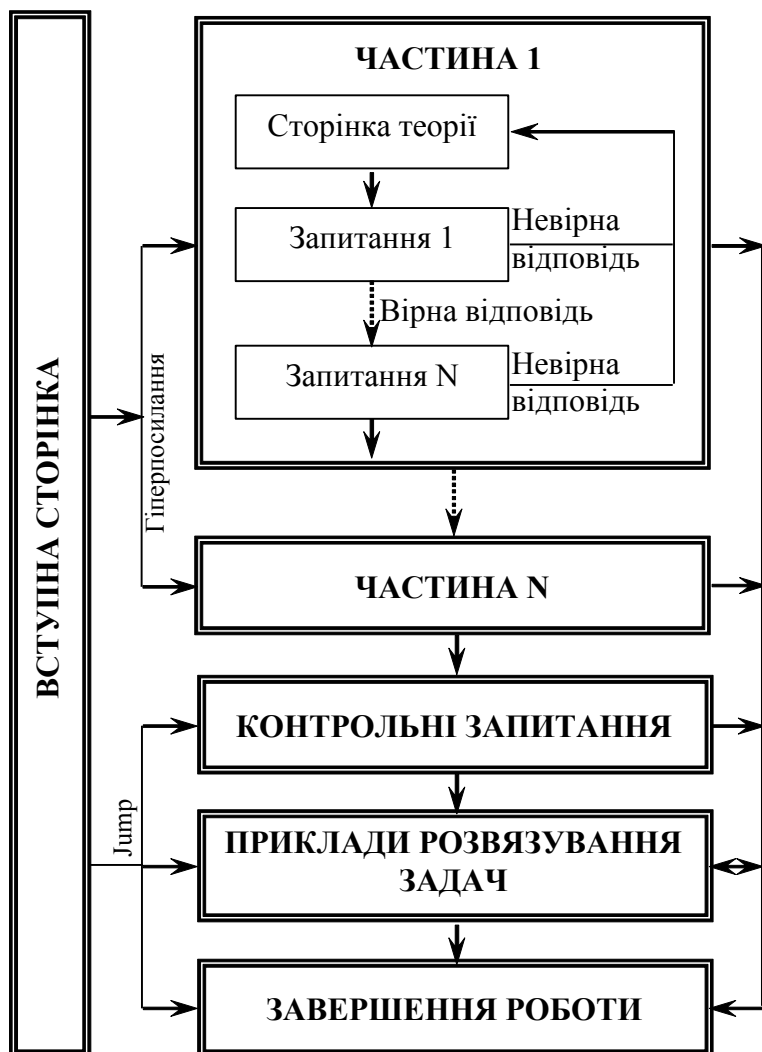 ВСТУПНА СТОРІНКА
Гіперпосилання
Jump
ЧАСТИНА 1
Сторінка теорії
Запитання 1
Невірна
відповідь
Вірна відповідь
Запитання N
Невірна
відповідь
ЧАСТИНА N
КОНТРОЛЬНІ ЗАПИТАННЯ
ПРИКЛАДИ РОЗВЯЗУВАННЯ
ЗАДАЧ
ЗАВЕРШЕННЯ РОБОТИ